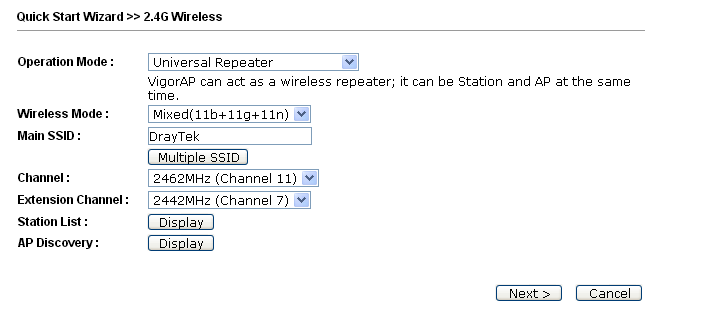 Quick Start Wizard >> 2.4G Wireless
Operation Mode : Universal Repeater
VigorAP can act as a wireless repeater; it can be Station and AP at the same
time.
Wireless Mode : Mixed(11b+11g+11n)
Main SSID : DrayTek
Multiple SSID
Channel : 2462MHz (Channel 11)
Extension Channel : 2442MHz (Channel 7)
Station List : Display
AP Discovery : Display
Next > Cancel